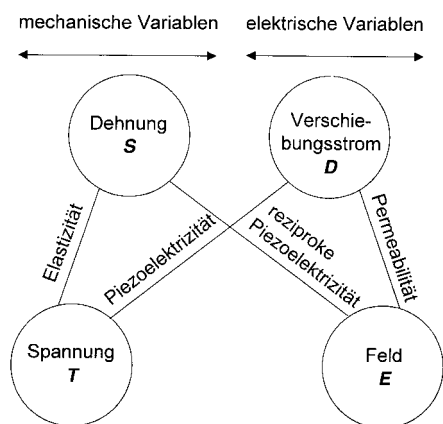 mechanische Variablen
elektrische Variablen
Dehnung
S
Verschie-
bungsstrom
D
Elastizität
Piezoelektrizität
reziproke
Piezoelektrizität
Permeabilität
Spannung
T
Feld
E